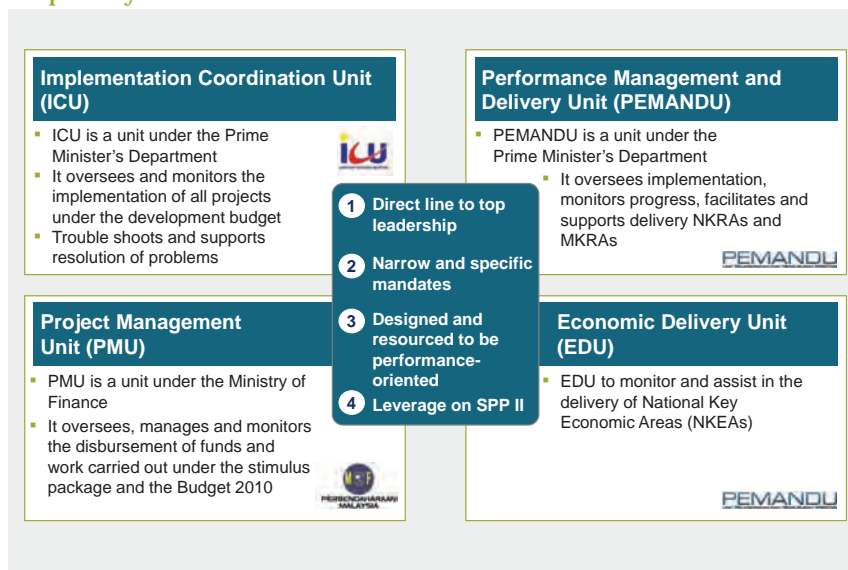 Implementation Coordination Unit
(ICU)
▪ ICU is a unit under the Prime
Minister’s Department
▪ It oversees and monitors the
implementation of all projects
under the development budget
▪ Trouble shoots and supports
resolution of problems
ICU
Performance Management and
Delivery Unit (PEMANDU)
▪ PEMANDU is a unit under the
Prime Minister’s Department
▪ It oversees implementation,
monitors progress, facilitates and
supports delivery NKRAs and
MKRAs
PEMANDU
1 Direct line to top
leadership
2 Narrow and specific
mandates
3 Designed and
resourced to be
performance-
oriented
4 Leverage on SPP II
Project Management
Unit (PMU)
▪ PMU is a unit under the Ministry of
Finance
▪ It oversees, manages and monitors
the disbursement of funds and
work carried out under the stimulus
package and the Budget 2010
PERBENDAHARAAN
MALAYSIA
Economic Delivery Unit
(EDU)
▪ EDU to monitor and assist in the
delivery of National Key
Economic Areas (NKEAs)
PEMANDU